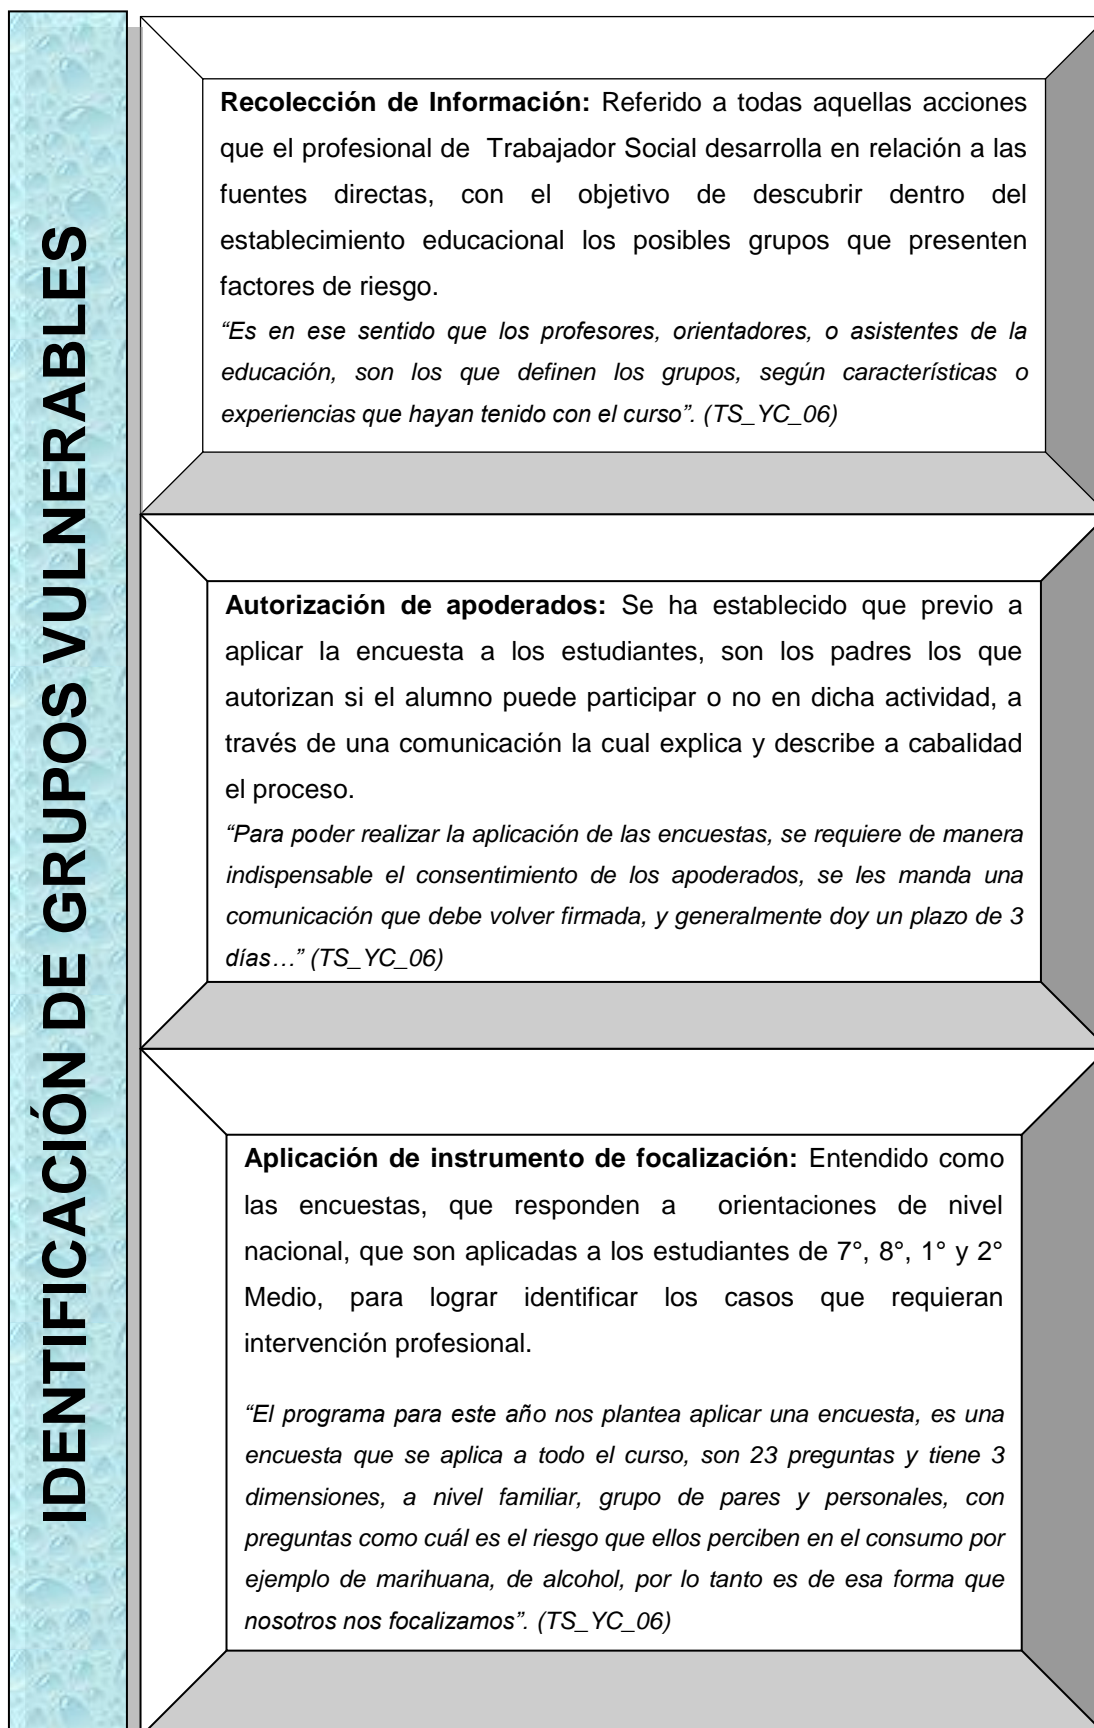 IDENTIFICACIÓN DE GRUPOS VULNERABLES
Recolección de Información: Referido a todas aquellas acciones
que el profesional de Trabajador Social desarrolla en relación a las
fuentes directas, con el objetivo de descubrir dentro del
establecimiento educacional los posibles grupos que presenten
factores de riesgo.
“Es en ese sentido que los profesores, orientadores, o asistentes de la
educación, son los que definen los grupos, según características o
experiencias que hayan tenido con el curso”. (TS_YC_06)
Autorización de apoderados: Se ha establecido que previo a
aplicar la encuesta a los estudiantes, son los padres los que
autorizan si el alumno puede participar o no en dicha actividad, a
través de una comunicación la cual explica y describe a cabalidad
el proceso.
“Para poder realizar la aplicación de las encuestas, se requiere de manera
indispensable el consentimiento de los apoderados, se les manda una
comunicación que debe volver firmada, y generalmente doy un plazo de 3
días…” (TS_YC_06)
Aplicación de instrumento de focalización: Entendido como
las encuestas, que responden a orientaciones de nivel
nacional, que son aplicadas a los estudiantes de 7°, 8°, 1° y 2°
Medio, para lograr identificar los casos que requieran
intervención profesional.
“El programa para este año nos plantea aplicar una encuesta, es una
encuesta que se aplica a todo el curso, son 23 preguntas y tiene 3
dimensiones, a nivel familiar, grupo de pares y personales, con
preguntas como cuál es el riesgo que ellos perciben en el consumo por
ejemplo de marihuana, de alcohol, por lo tanto es de esa forma que
nosotros nos focalizamos”. (TS_YC_06)